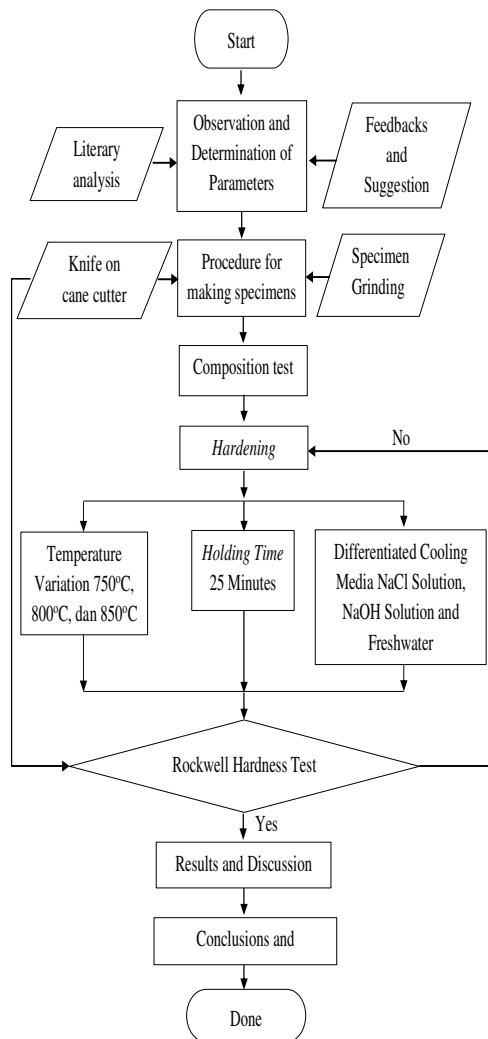 Start
Observation and
Determination of
Parameters
Literary
analysis
Feedbacks
and
Suggestion
Knife on
cane cutter
Procedure for
making specimens
Specimen
Grinding
Composition test
Hardening
No
Temperature
Variation 750ºC,
800ºC, dan 850ºC
Holding Time
25 Minutes
Differentiated Cooling
Media NaCl Solution,
NaOH Solution and
Freshwater
Rockwell Hardness Test
Yes
Results and Discussion
Conclusions and
Done